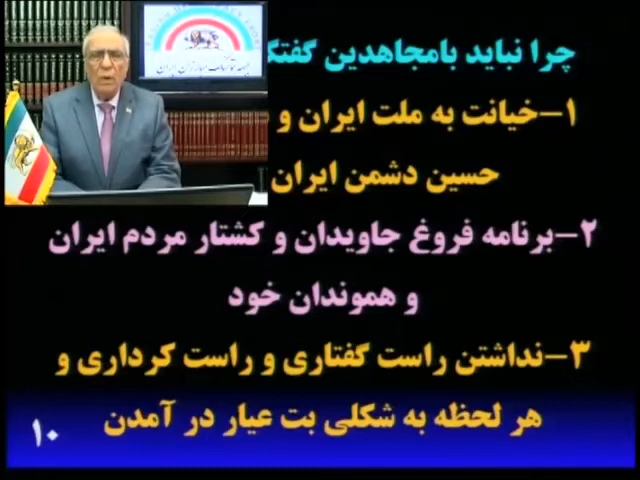 چرا نباید بامجاهدین
۱-خیانت به ملت ایران و
حسین دشمن ایران
۲-برنامه فروغ جاویدان و کشتار مردم ایران
و هموندان خود
۳-نداشتن راست گفتاری و راست کرداری و
هر لحظه به شکلی بت عیار در آمدن
۱۰